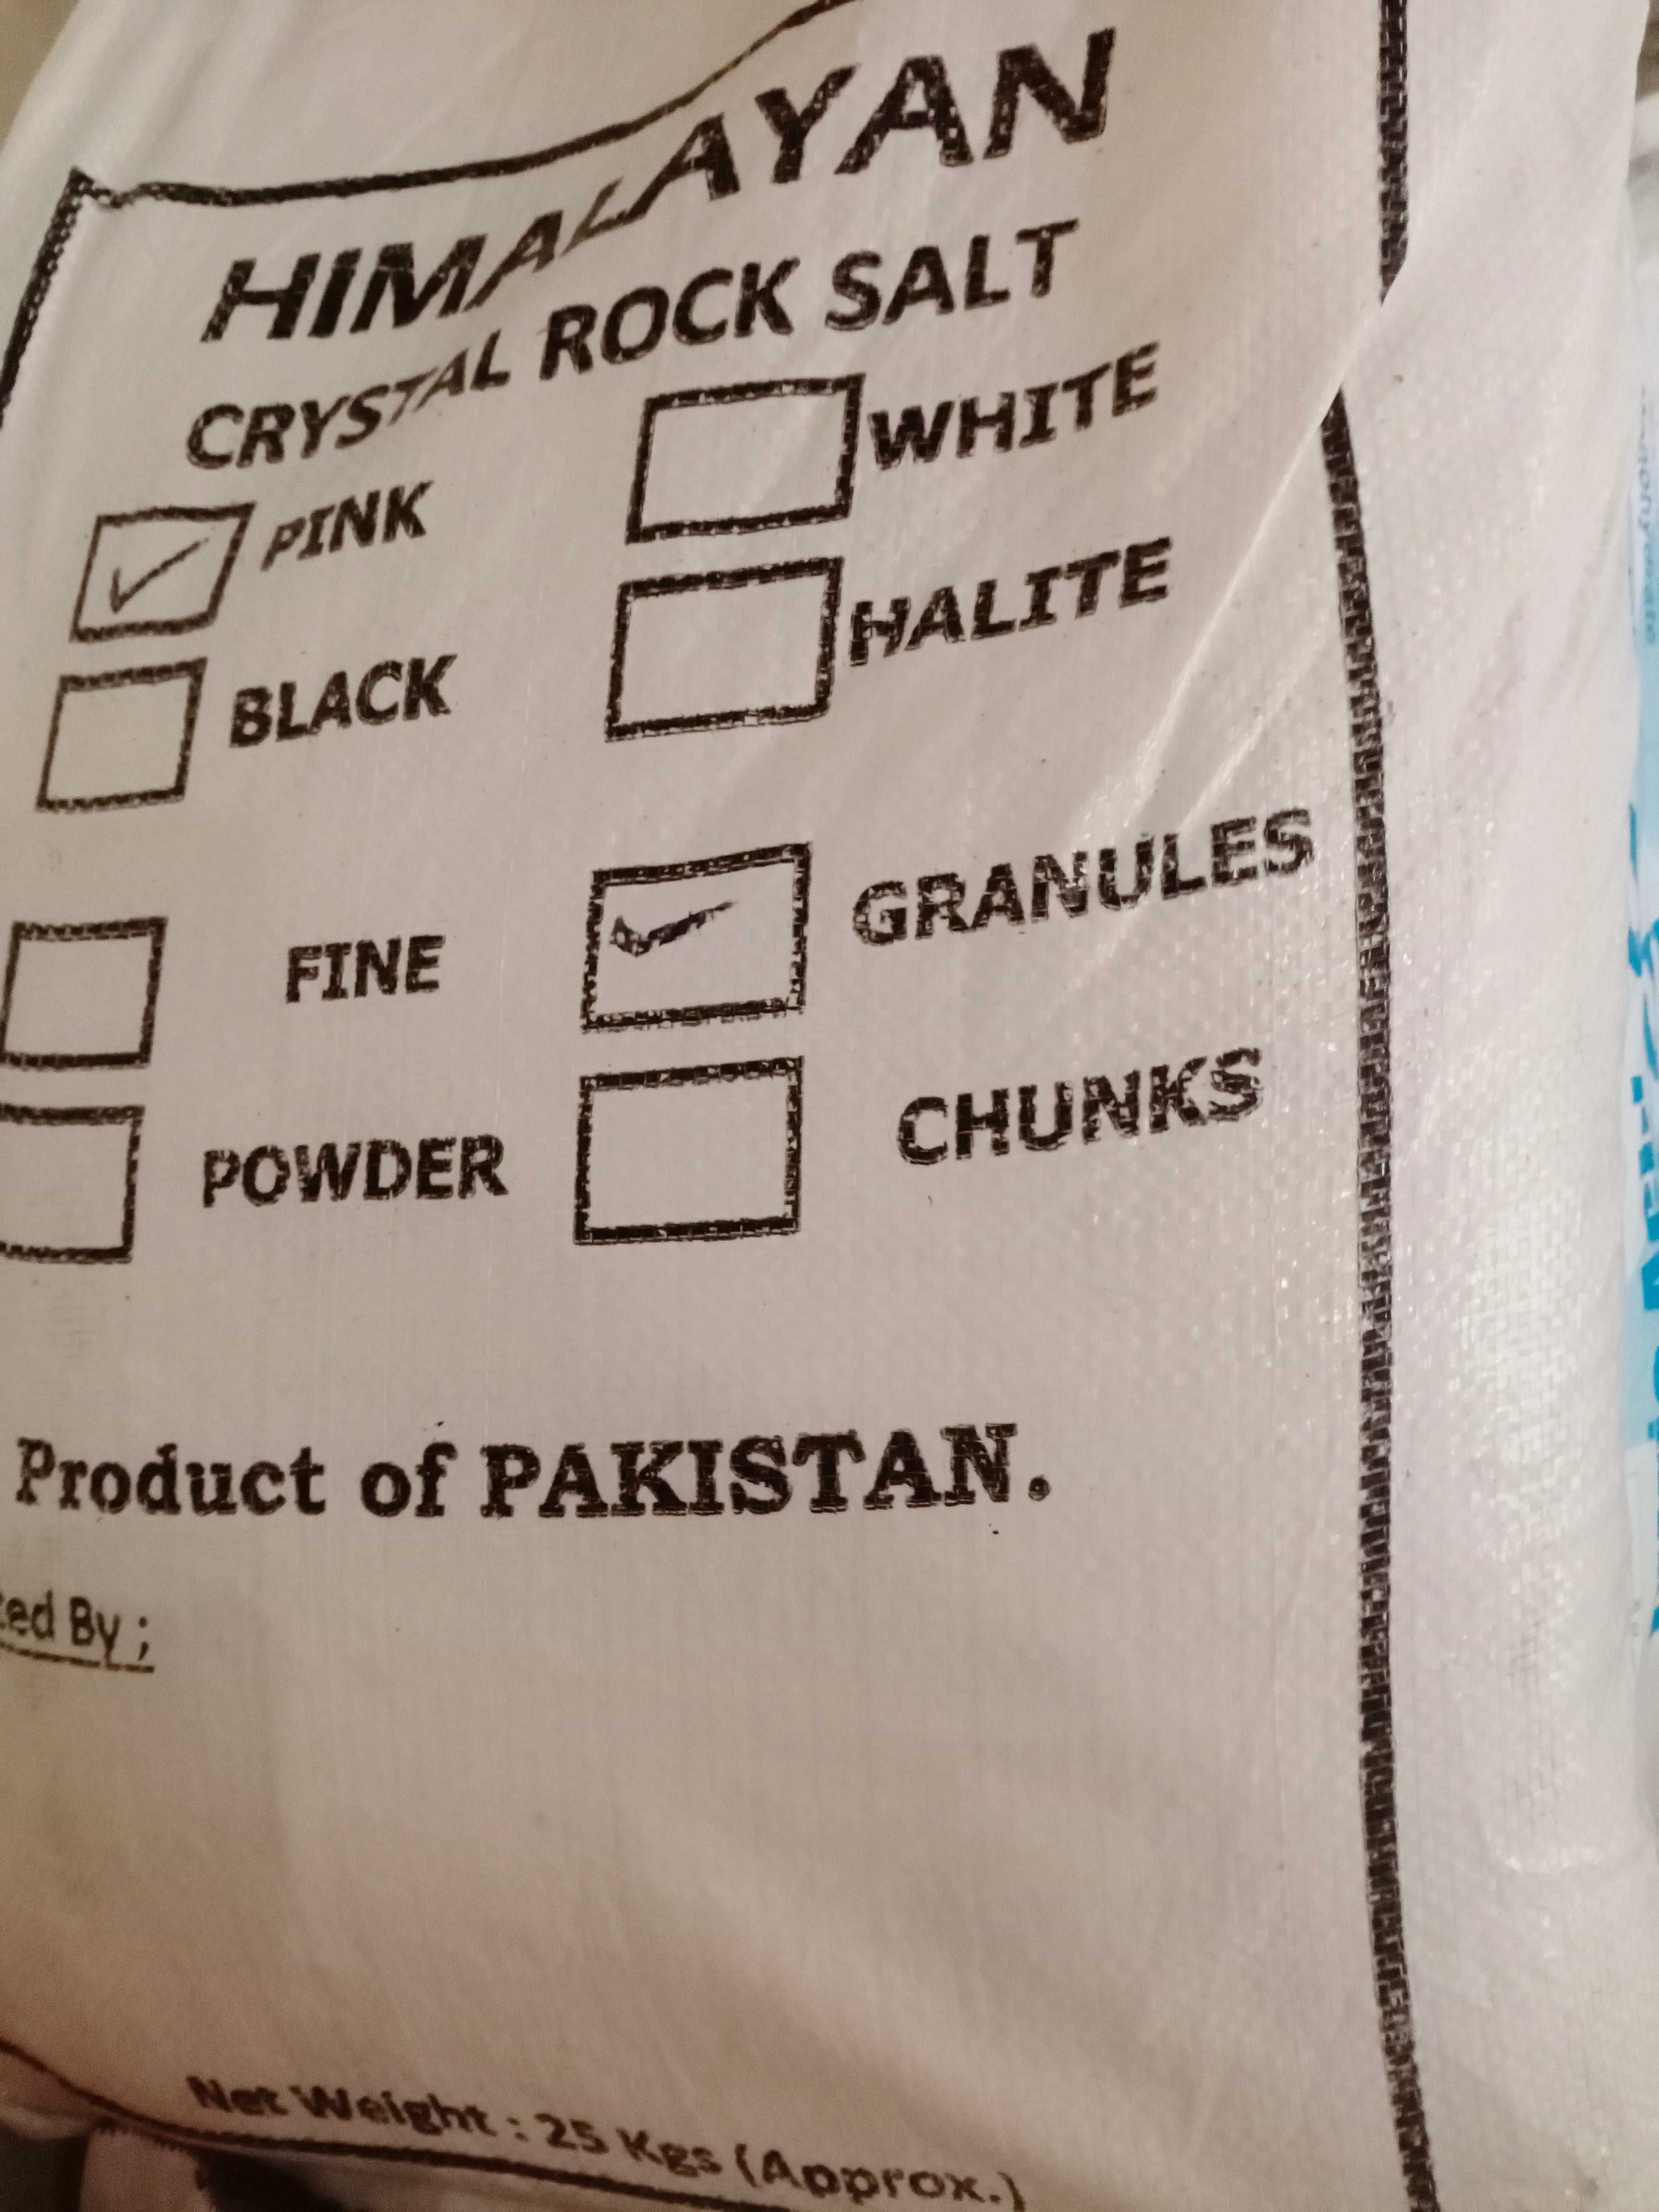 HIMALAYAN
CRYSTAL ROCK SALT
PINK WHITE
BLACK HALITE
FINE GRANULES
POWDER CHUNKS
Product of PAKISTAN.
ted By ;
Net Weight : 25 Kgs (Approx.)